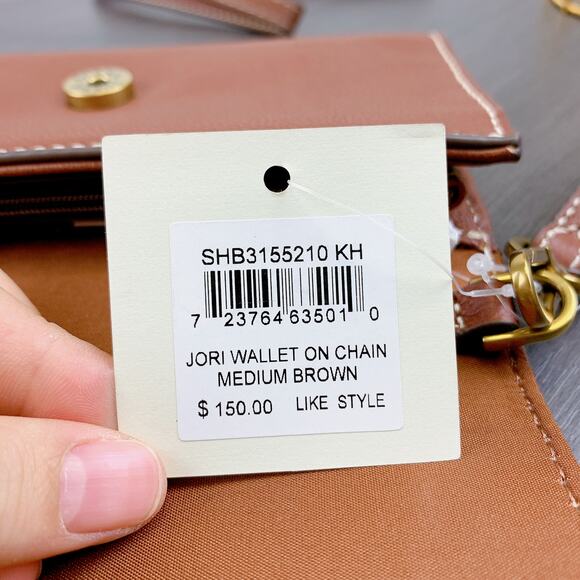 SHB3155210 KH
7 23764 63501 0
JORI WALLET ON CHAIN
MEDIUM BROWN
$ 150.00 LIKE STYLE